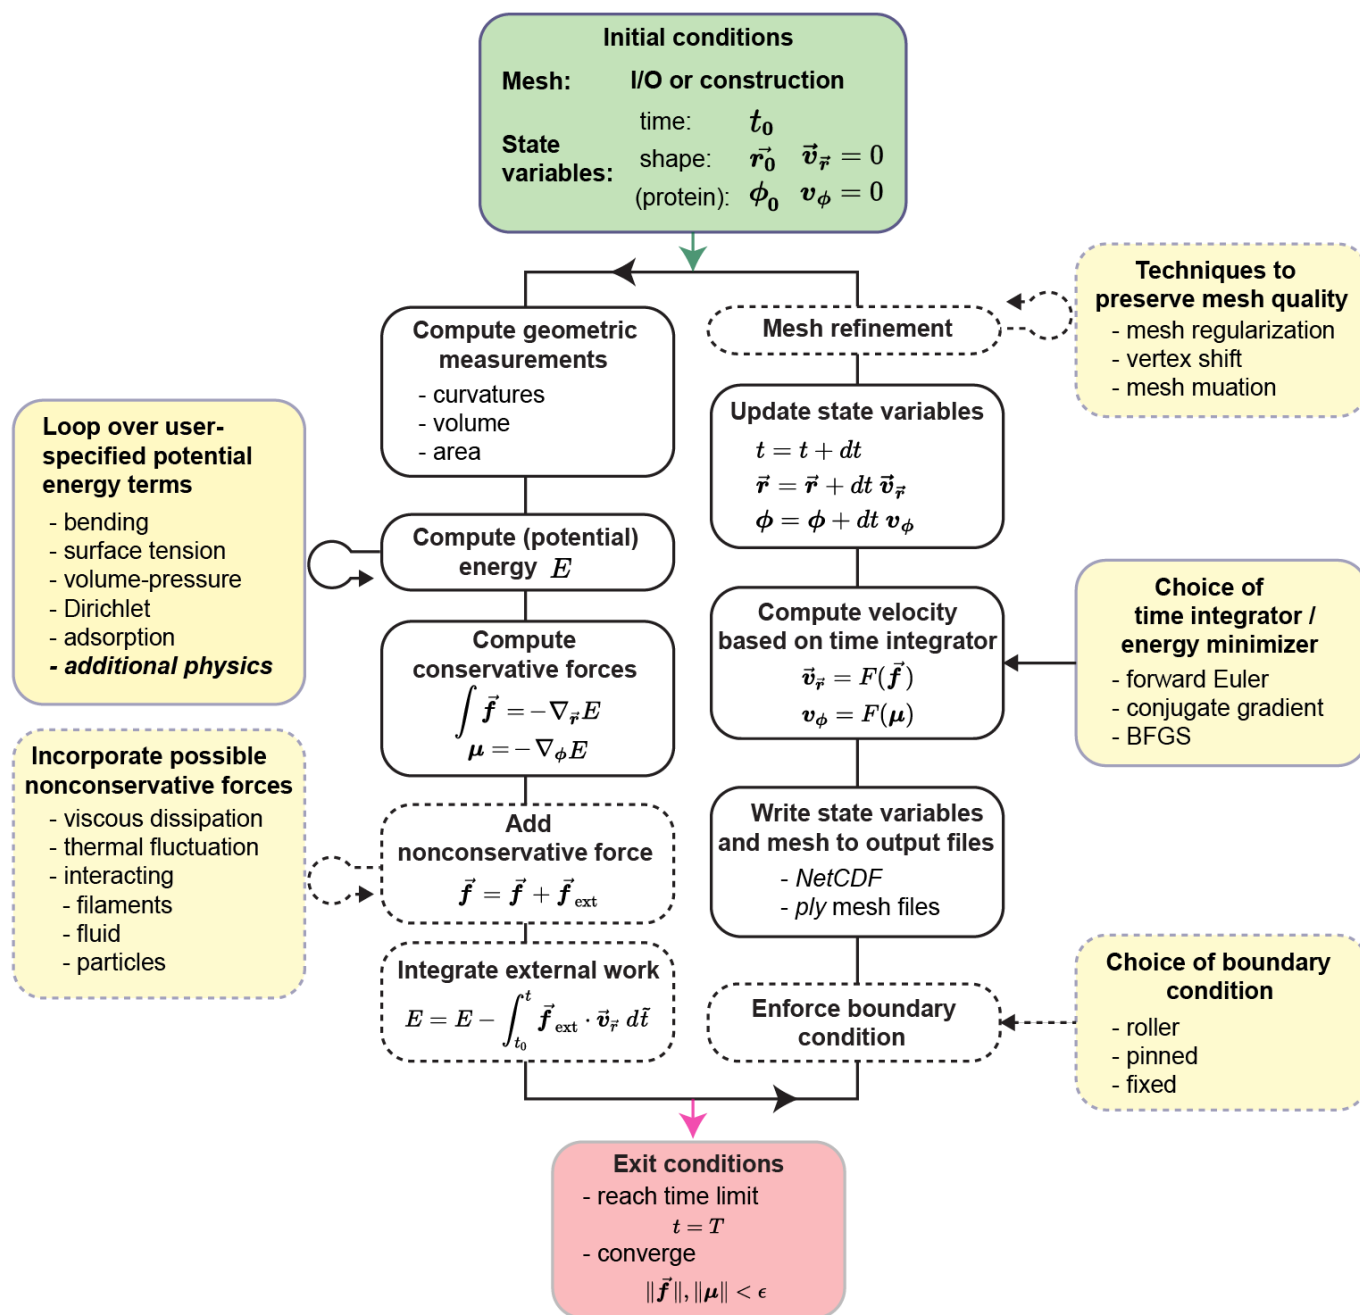 Initial conditions
Mesh: I/O or construction
State variables:
time: t₀
shape: r⃗₀ v⃗_r⃗ = 0
(protein): ϕ₀ v_ϕ = 0
Compute geometric
measurements
- curvatures
- volume
- area
Loop over user-
specified potential
energy terms
- bending
- surface tension
- volume-pressure
- Dirichlet
- adsorption
- additional physics
Compute (potential)
energy E
Compute
conservative forces
∫ f⃗ = −∇_r⃗ E
μ = −∇_ϕ E
Incorporate possible
nonconservative forces
- viscous dissipation
- thermal fluctuation
- interacting
- filaments
- fluid
- particles
Add
nonconservative force
f⃗ = f⃗ + f⃗_ext
Integrate external work
E = E − ∫_{t₀}^{t} f⃗_ext · v⃗_r⃗ dt̃
Mesh refinement
Techniques to
preserve mesh quality
- mesh regularization
- vertex shift
- mesh muation
Update state variables
t = t + dt
r⃗ = r⃗ + dt v⃗_r⃗
ϕ = ϕ + dt v_ϕ
Compute velocity
based on time integrator
v⃗_r⃗ = F(f⃗)
v_ϕ = F(μ)
Choice of
time integrator /
energy minimizer
- forward Euler
- conjugate gradient
- BFGS
Write state variables
and mesh to output files
- NetCDF
- ply mesh files
Enforce boundary
condition
Choice of boundary
condition
- roller
- pinned
- fixed
Exit conditions
- reach time limit
t = T
- converge
‖f⃗‖, ‖μ‖ < ϵ